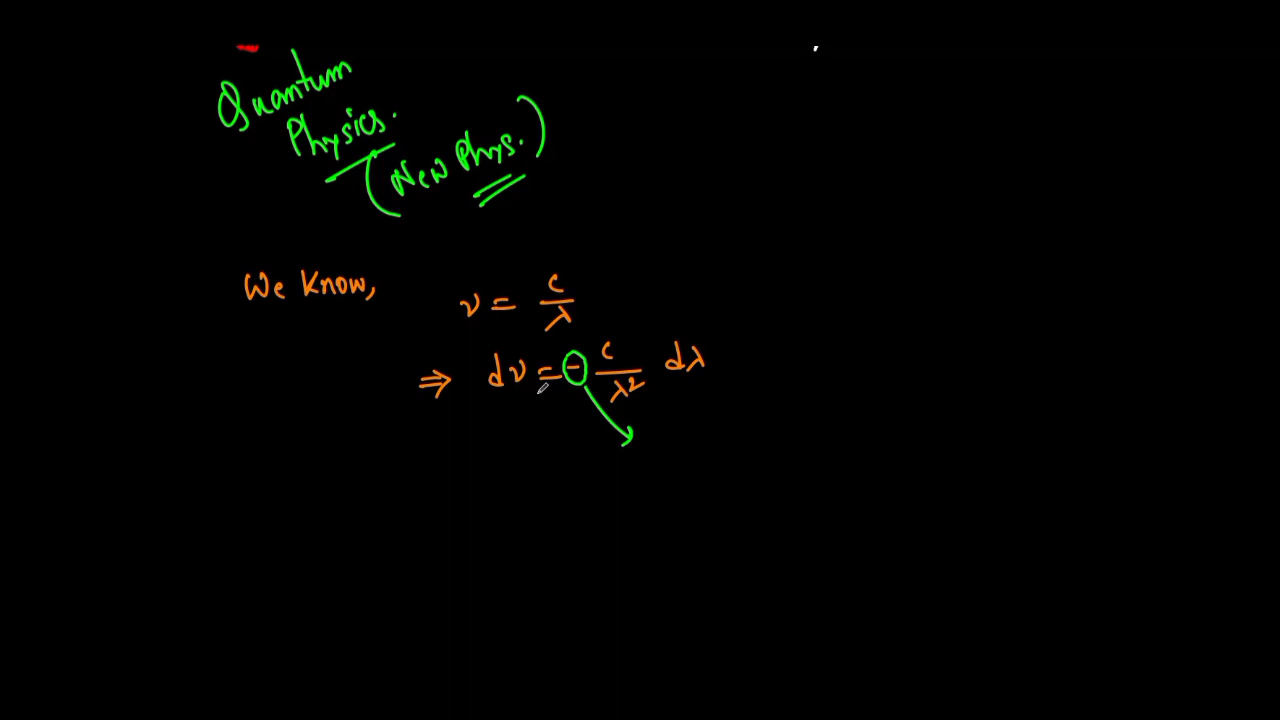 Quantum
Physics.
(New Phys.)
We know, ν = c/λ
⇒ dν = - c/λ² dλ